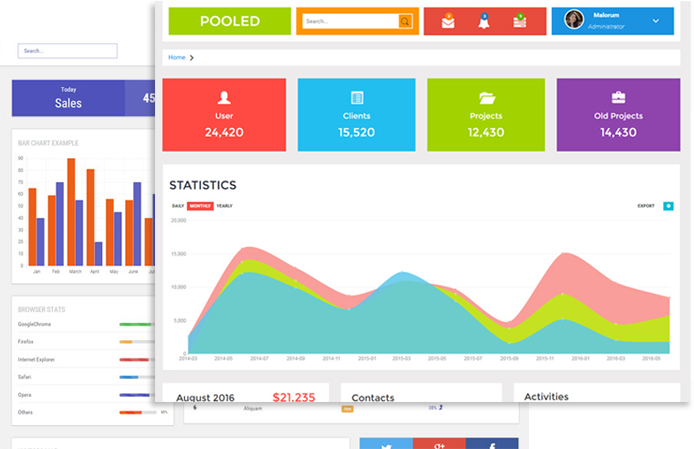 POOLED
Search...
Malorum
Administrator
Home
User
24,420
Clients
15,520
Projects
12,430
Old Projects
14,430
STATISTICS
DAILY MONTHLY YEARLY
EXPORT
20,000
15,000
10,000
5,000
0
2014-03 2014-05 2014-07 2014-09 2014-11 2015-01 2015-03 2015-05 2015-07 2015-09 2015-11 2016-01 2016-03 2016-05
August 2016 $21,235
Contacts
Activities
6 Aliquam
Search...
Today
Sales
45
BAR CHART EXAMPLE
90
80
70
60
50
40
30
20
10
0
Jan Feb March April May June
BROWSER STATS
GoogleChrome
Firefox
Internet Explorer
Safari
Opera
Others